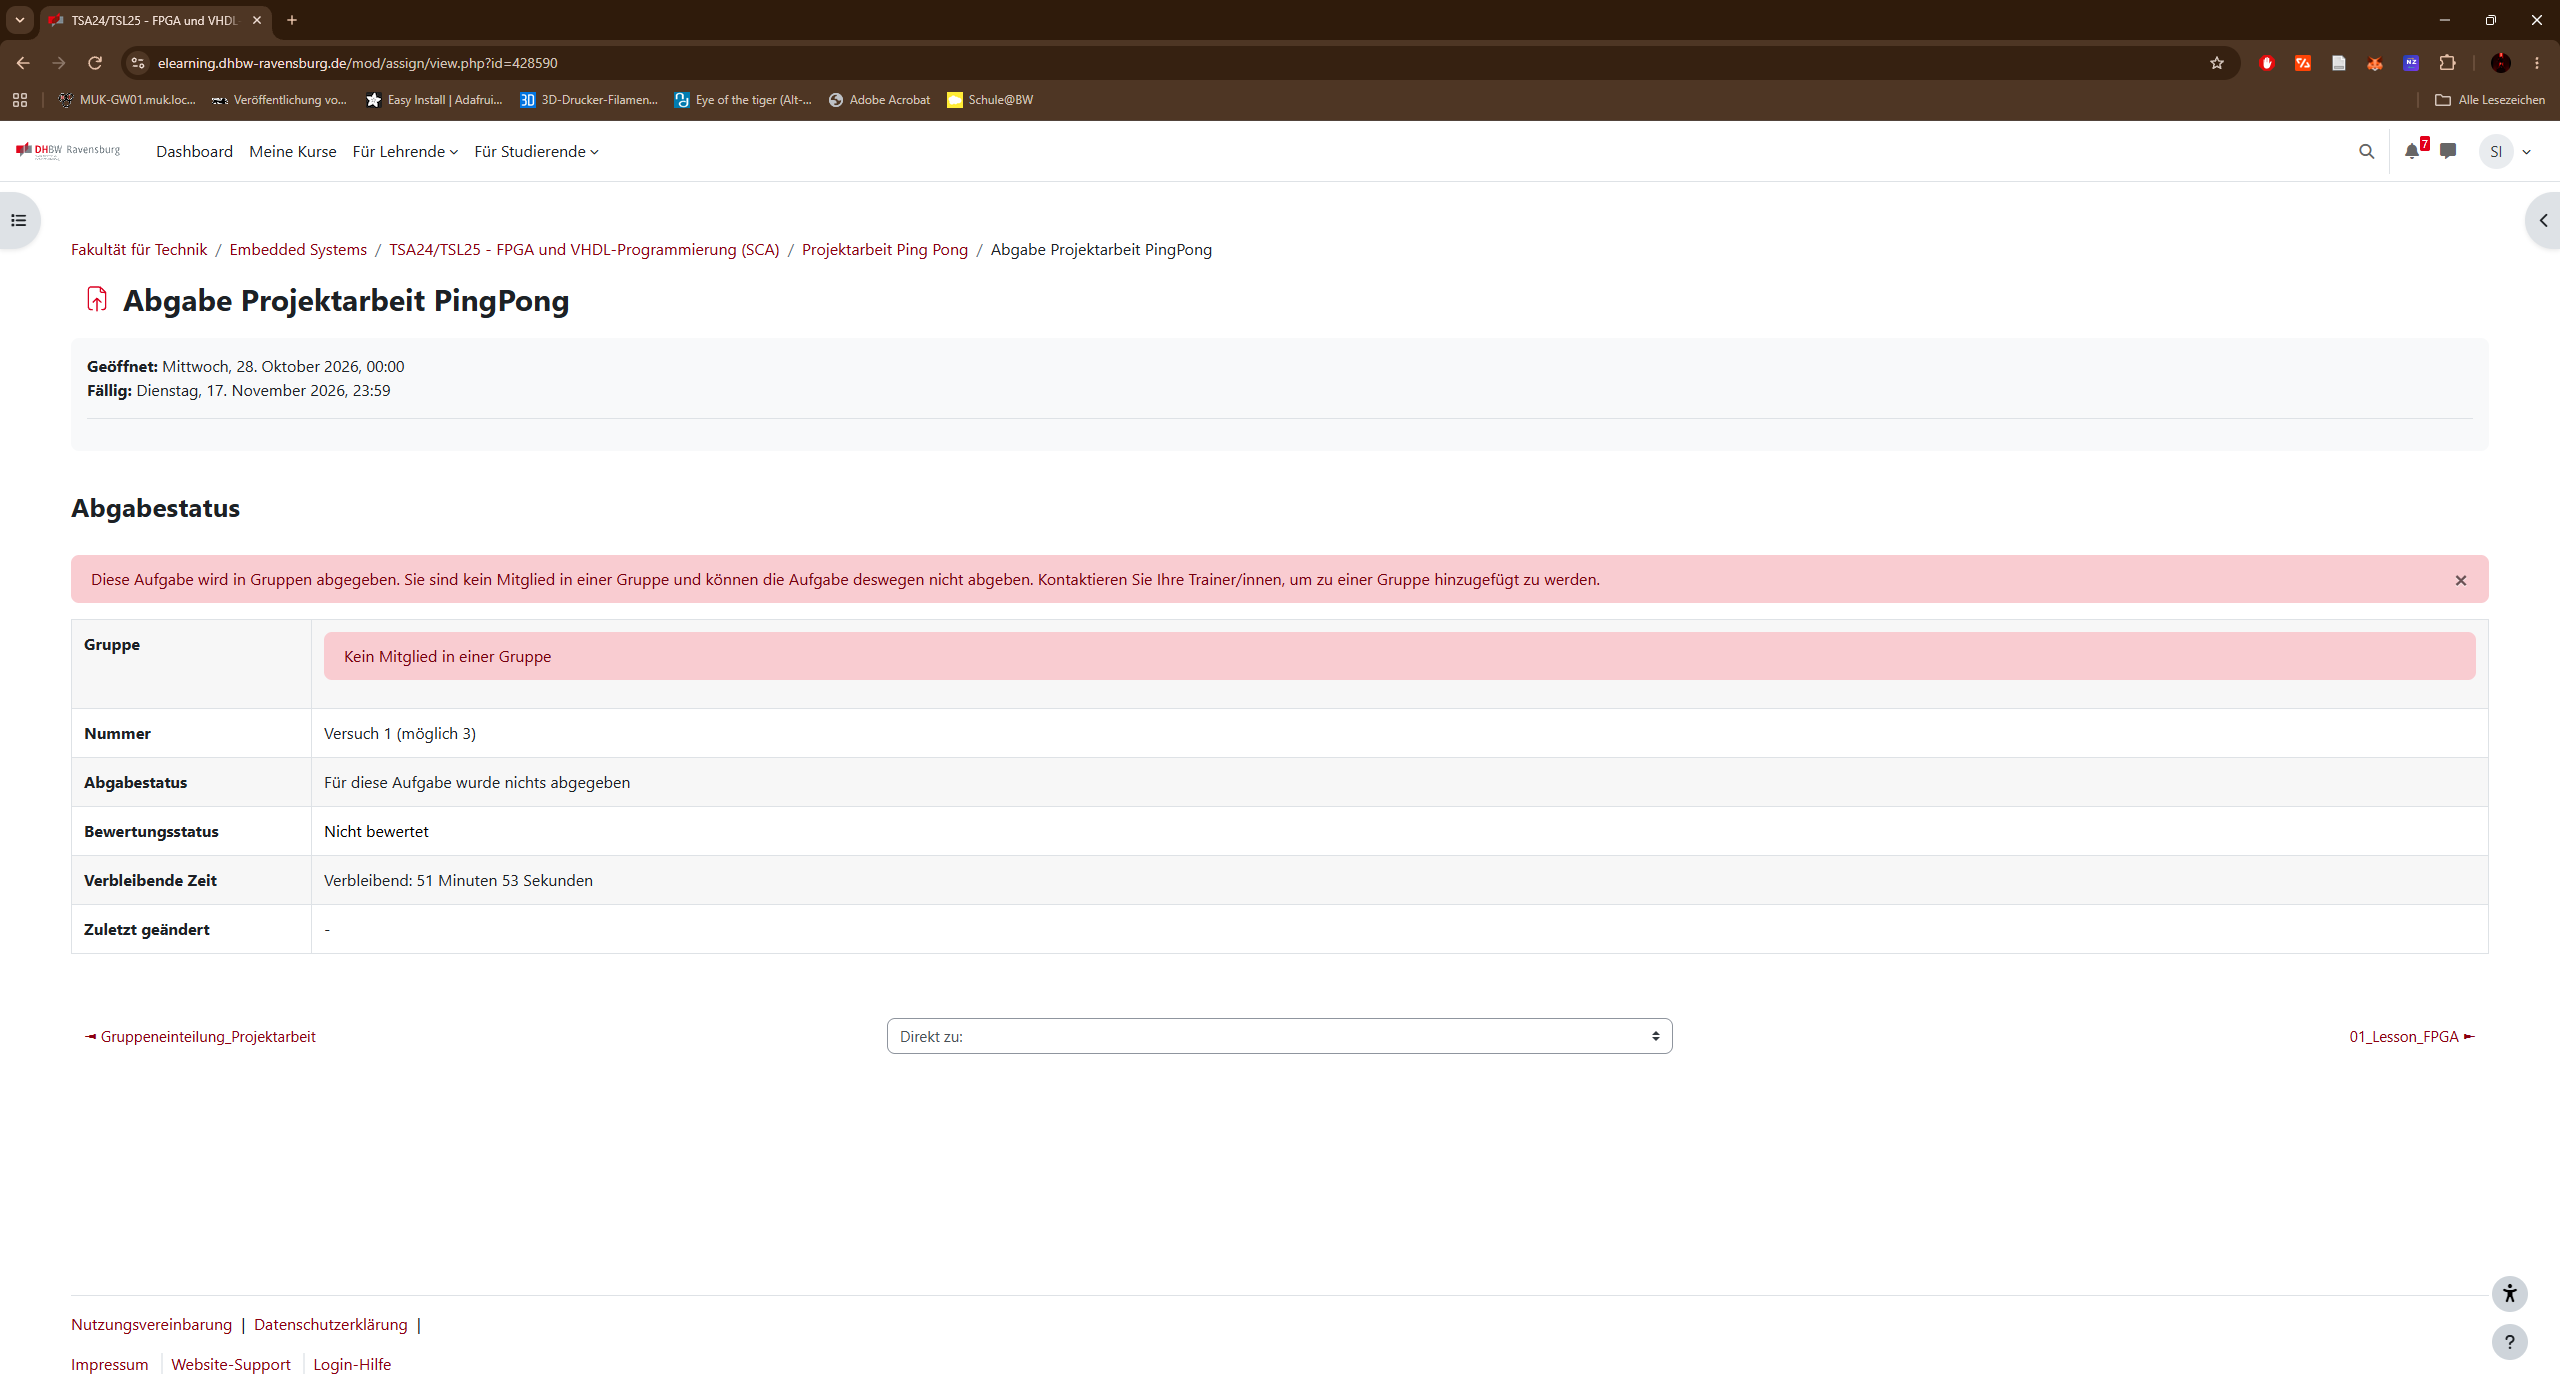 TSA24/TSL25 - FPGA und VHDL-
elearning.dhbw-ravensburg.de/mod/assign/view.php?id=428590
MUK-GW01.muk.loc... Veröffentlichung vo... Easy Install | Adafrui... 3D-Drucker-Filamen... Eye of the tiger (Alt-... Adobe Acrobat Schule@BW Alle Lesezeichen
DHBW Ravensburg Dashboard Meine Kurse Für Lehrende Für Studierende 7 SI
Fakultät für Technik / Embedded Systems / TSA24/TSL25 - FPGA und VHDL-Programmierung (SCA) / Projektarbeit Ping Pong / Abgabe Projektarbeit PingPong
Abgabe Projektarbeit PingPong
Geöffnet: Mittwoch, 28. Oktober 2026, 00:00
Fällig: Dienstag, 17. November 2026, 23:59
Abgabestatus
Diese Aufgabe wird in Gruppen abgegeben. Sie sind kein Mitglied in einer Gruppe und können die Aufgabe deswegen nicht abgeben. Kontaktieren Sie Ihre Trainer/innen, um zu einer Gruppe hinzugefügt zu werden.
Gruppe Kein Mitglied in einer Gruppe
Nummer Versuch 1 (möglich 3)
Abgabestatus Für diese Aufgabe wurde nichts abgegeben
Bewertungsstatus Nicht bewertet
Verbleibende Zeit Verbleibend: 51 Minuten 53 Sekunden
Zuletzt geändert -
◄ Gruppeneinteilung_Projektarbeit Direkt zu: 01_Lesson_FPGA ►
Nutzungsvereinbarung | Datenschutzerklärung |
Impressum Website-Support Login-Hilfe
?